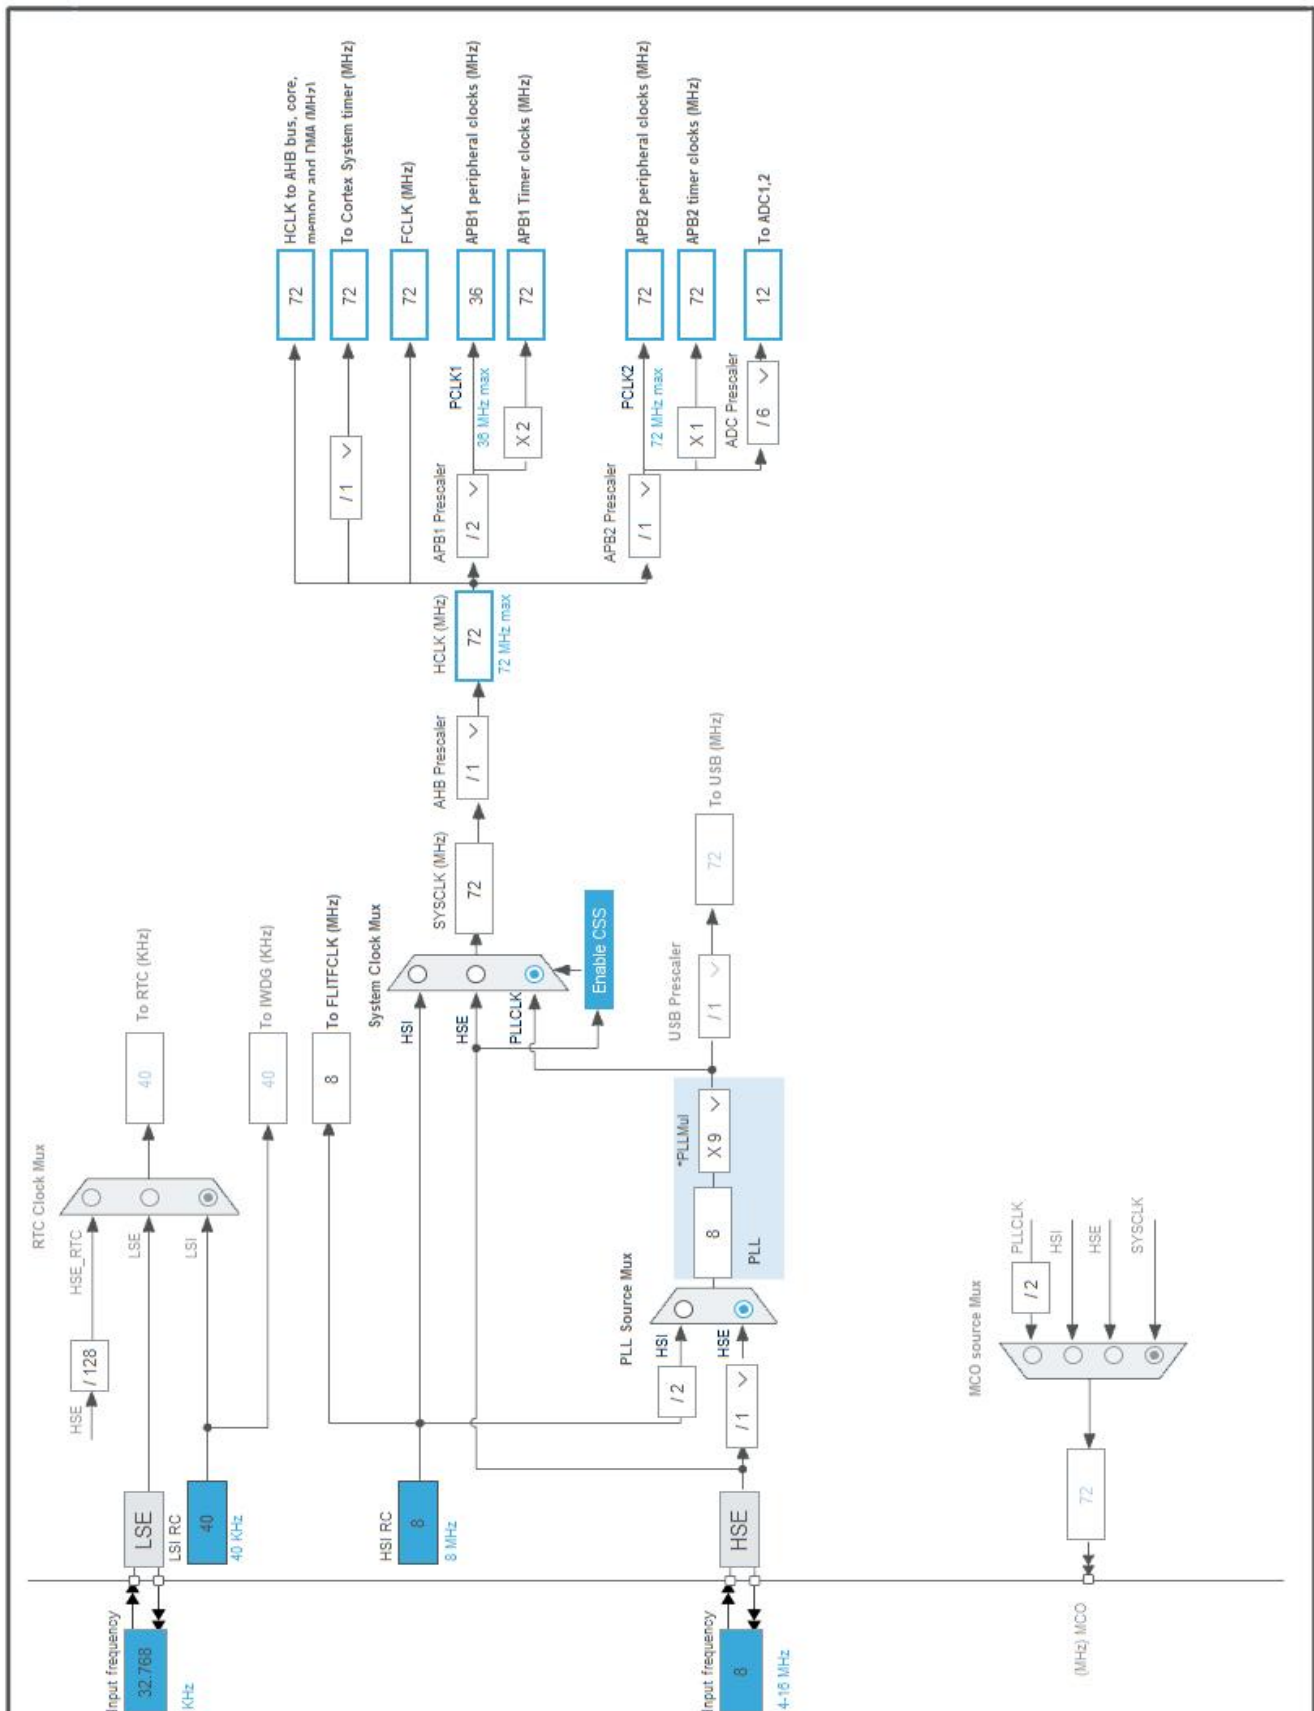 RTC Clock Mux
HSE
/ 128
HSE_RTC
LSE
LSI
40
To RTC (KHz)
Input frequency
32.768
KHz
LSE
LSI RC
40
40 KHz
40
To IWDG (KHz)
8
To FLITFCLK (MHz)
HSI RC
8
8 MHz
System Clock Mux
HSI
HSE
PLLCLK
Enable CSS
SYSCLK (MHz)
72
AHB Prescaler
/ 1
HCLK (MHz)
72
72 MHz max
72
HCLK to AHB bus, core,
memory and DMA (MHz)
/ 1
72
To Cortex System timer (MHz)
72
FCLK (MHz)
APB1 Prescaler
/ 2
PCLK1
36 MHz max
36
APB1 peripheral clocks (MHz)
X 2
72
APB1 Timer clocks (MHz)
APB2 Prescaler
/ 1
PCLK2
72 MHz max
72
APB2 peripheral clocks (MHz)
X 1
72
APB2 timer clocks (MHz)
ADC Prescaler
/ 6
12
To ADC1,2
PLL Source Mux
/ 2
HSI
HSE
Input frequency
8
4-16 MHz
HSE
/ 1
8
*PLLMul
X 9
PLL
USB Prescaler
/ 1
72
To USB (MHz)
MCO source Mux
(MHz) MCO
72
/ 2
PLLCLK
HSI
HSE
SYSCLK